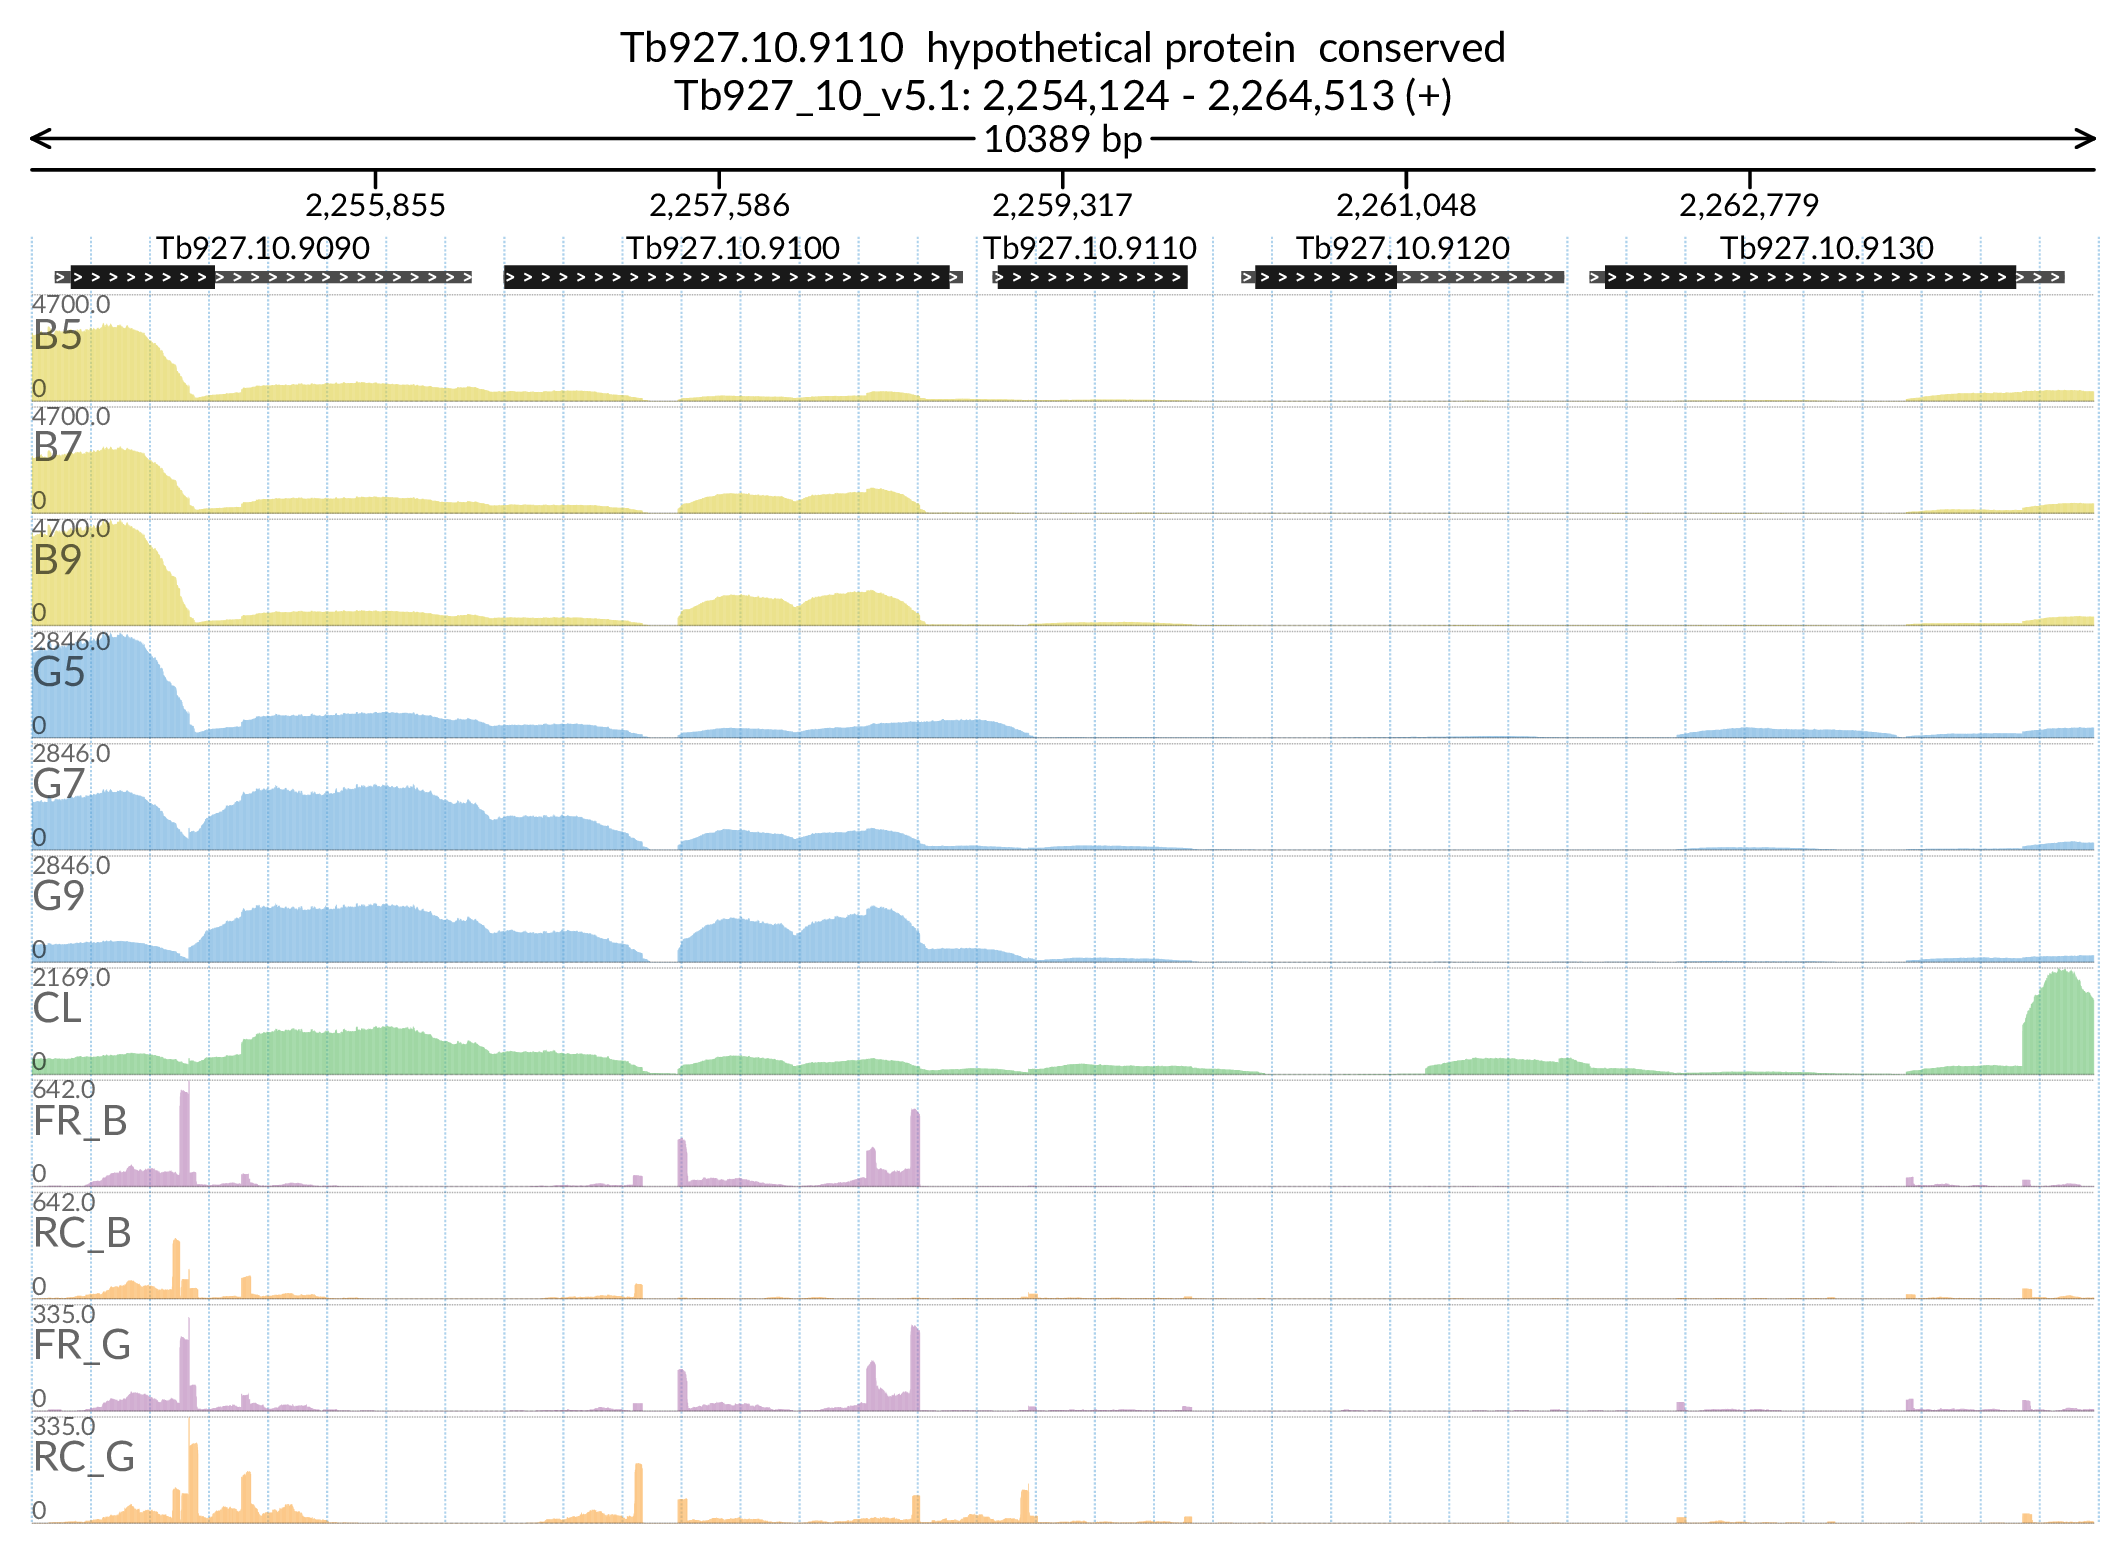 Tb927.10.9110  hypothetical protein  conserved
Tb927_10_v5.1: 2,254,124 - 2,264,513 (+)
10389 bp
2,255,855 2,257,586 2,259,317 2,261,048 2,262,779
Tb927.10.9090 Tb927.10.9100 Tb927.10.9110 Tb927.10.9120 Tb927.10.9130
4700.0
B5
0
4700.0
B7
0
4700.0
B9
0
2846.0
G5
0
2846.0
G7
0
2846.0
G9
0
2169.0
CL
0
642.0
FR_B
0
642.0
RC_B
0
335.0
FR_G
0
335.0
RC_G
0